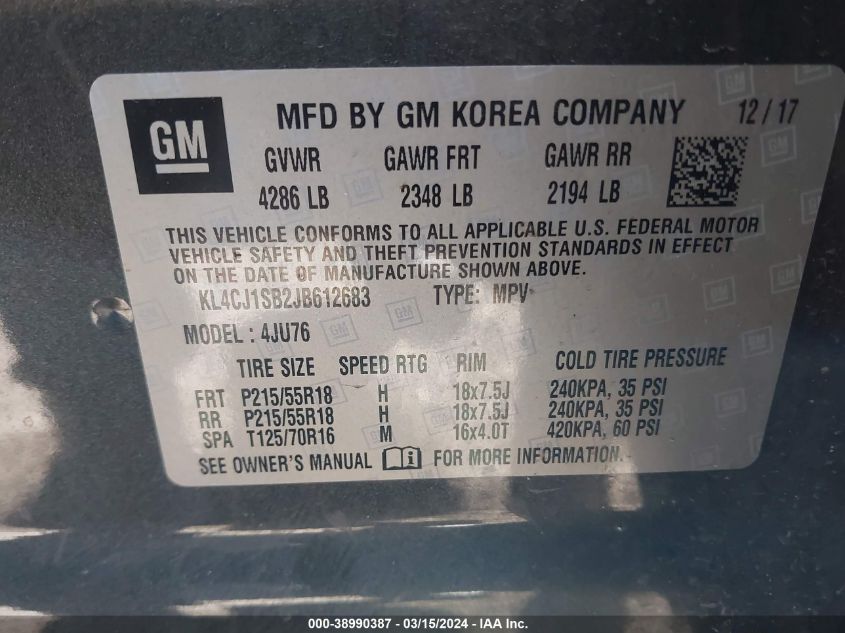 GM
MFD BY GM KOREA COMPANY 12/17
GVWR GAWR FRT GAWR RR
4286 LB 2348 LB 2194 LB
THIS VEHICLE CONFORMS TO ALL APPLICABLE U.S. FEDERAL MOTOR
VEHICLE SAFETY AND THEFT PREVENTION STANDARDS IN EFFECT
ON THE DATE OF MANUFACTURE SHOWN ABOVE.
KL4CJ1SB2JB612683 TYPE: MPV
MODEL : 4JU76
TIRE SIZE SPEED RTG RIM COLD TIRE PRESSURE
FRT P215/55R18 H 18x7.5J 240KPA, 35 PSI
RR P215/55R18 H 18x7.5J 240KPA, 35 PSI
SPA T125/70R16 M 16x4.0T 420KPA, 60 PSI
SEE OWNER'S MANUAL FOR MORE INFORMATION.
000-38990387 - 03/15/2024 - IAA Inc.